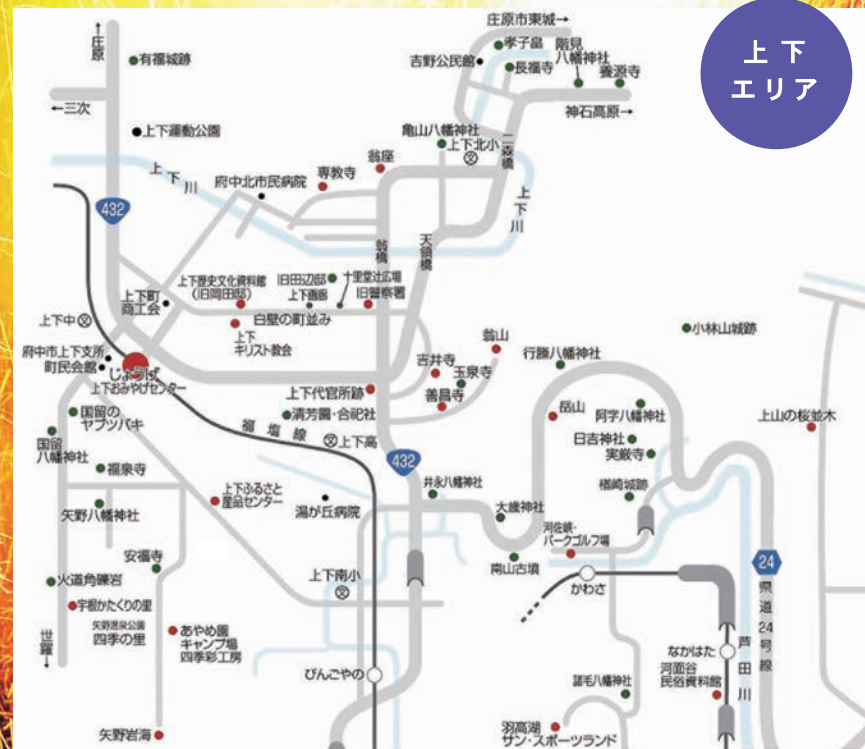 上下
エリア
庄原市東城→
←庄原
有福城跡
孝子畠
階見
八幡神社
吉野公民館
長福寺
養源寺
←三次
神石高原→
上下運動公園
亀山八幡神社
上下北小
文
二森橋
翁座
専教寺
上下川
府中北市民病院
上下川
432
翁橋
天領橋
上下歴史文化資料館
(旧岡田邸)
旧田辺邸
十里堂辻広場
上下画廊
旧警察署
上下町
商工会
白壁の町並み
上下中
文
上下
キリスト教会
翁山
小林山城跡
行勝八幡神社
府中市上下支所
町民会館
じょうげ
上下おみやげセンター
吉井寺
玉泉寺
善昌寺
上下代官所跡
国留の
ヤブツバキ
清芳園・合祀社
岳山
阿字八幡神社
上山の桜並木
福塩線
文
上下高
日吉神社
国留
八幡神社
実厳寺
432
福泉寺
井永八幡神社
楢崎城跡
上下ふるさと
産品センター
湯が丘病院
大歳神社
矢野八幡神社
河佐峡・
パークゴルフ場
安福寺
南山古墳
24
県道24号線
上下南小
文
火道角礫岩
かわさ
宇根かたくりの里
矢野温泉公園
四季の里
世羅→
あやめ園
キャンプ場
四季彩工房
なかはた
芦田川
びんごやの
河面谷
民俗資料館
諸毛八幡神社
矢野岩海
羽高湖
サン・スポーツランド